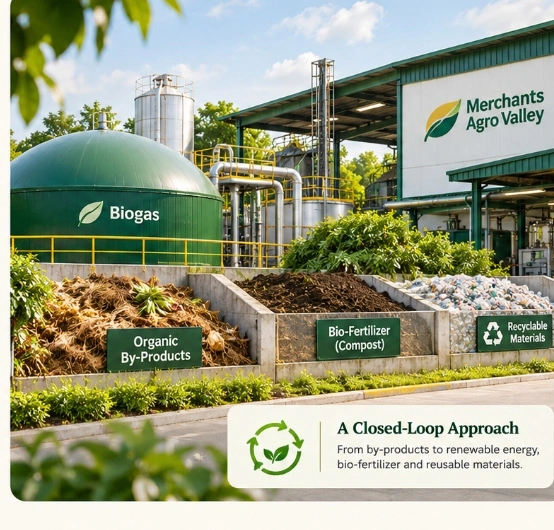 Merchants
Agro Valley
Biogas
Organic
By-Products
Bio-Fertilizer
(Compost)
Recyclable
Materials
A Closed-Loop Approach
From by-products to renewable energy,
bio-fertilizer and reusable materials.